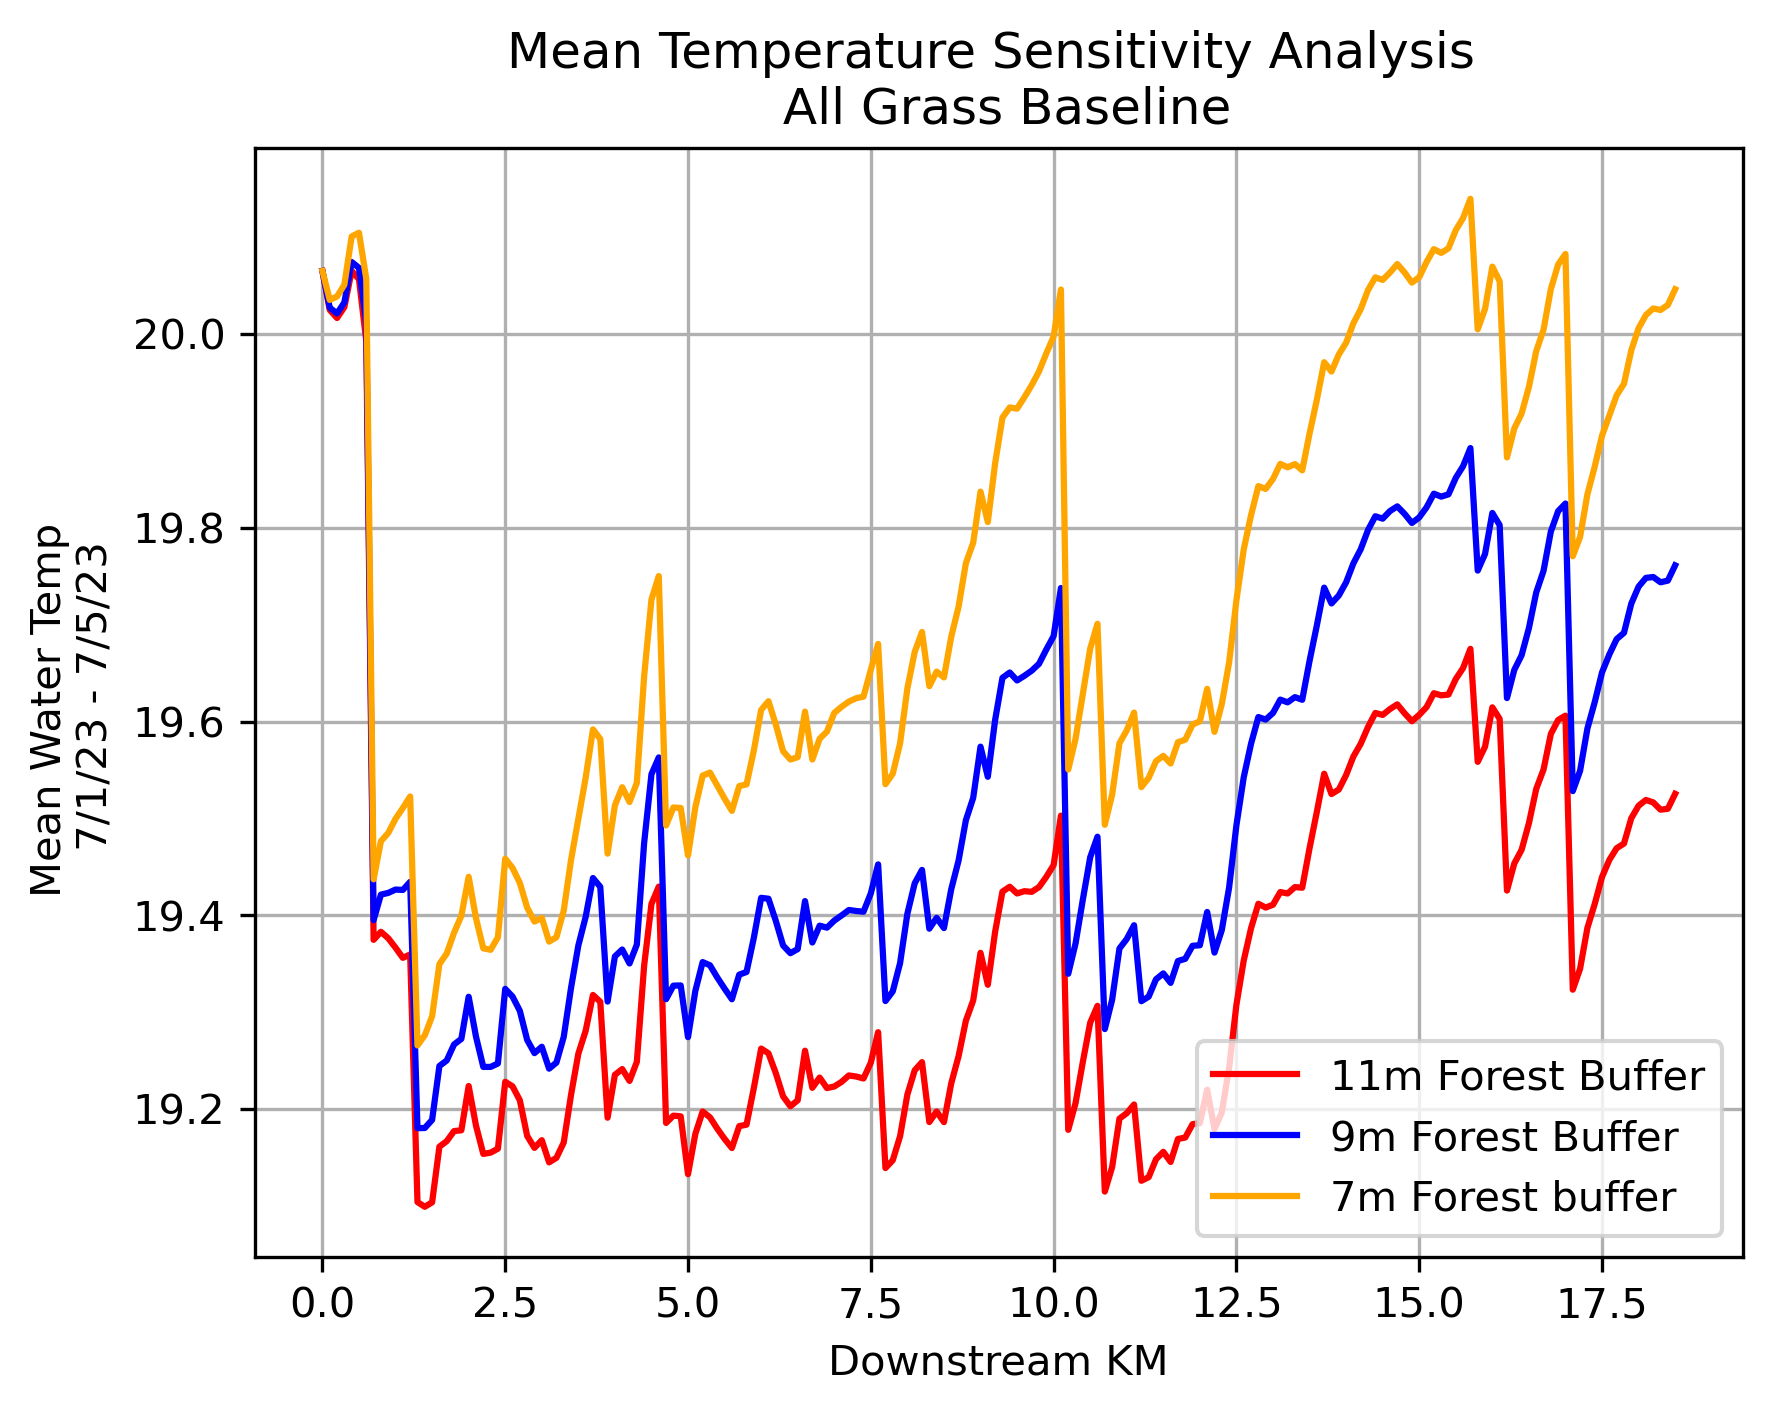 Mean Temperature Sensitivity Analysis
All Grass Baseline
Mean Water Temp
7/1/23 - 7/5/23
20.0
19.8
19.6
19.4
19.2
0.0 2.5 5.0 7.5 10.0 12.5 15.0 17.5
Downstream KM
11m Forest Buffer
9m Forest Buffer
7m Forest buffer